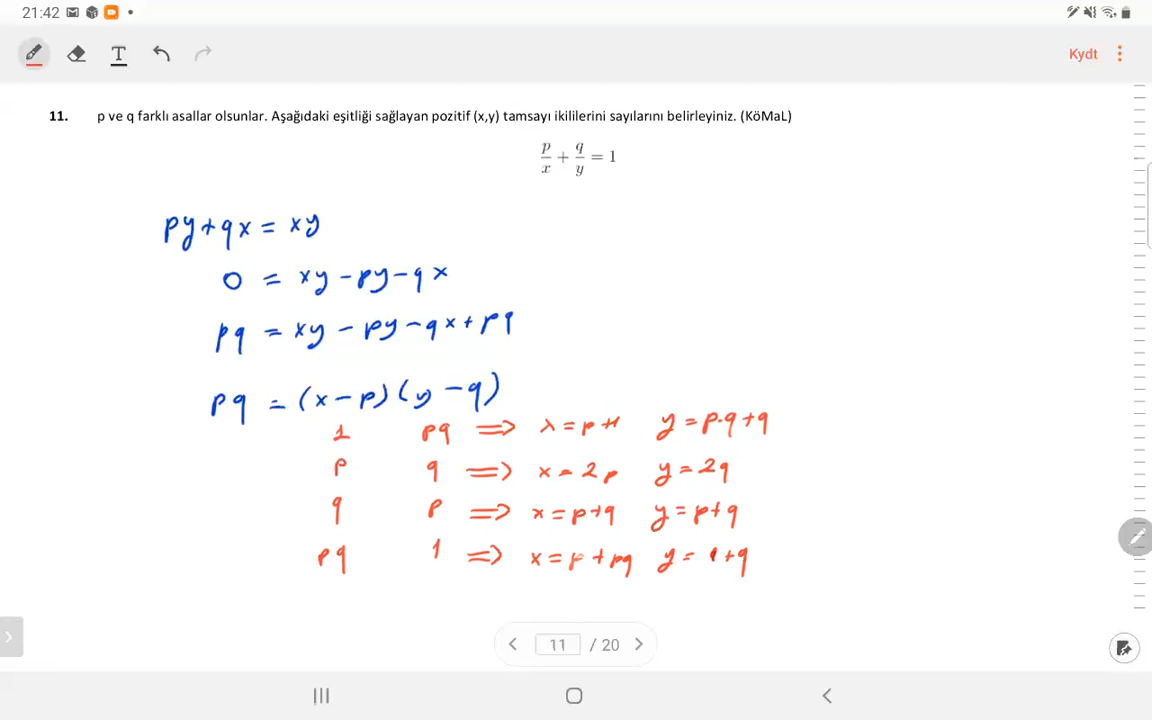 21:42
Kydt
11. p ve q farklı asallar olsunlar. Aşağıdaki eşitliği sağlayan pozitif (x,y) tamsayı ikililerini sayılarını belirleyiniz. (KöMaL)
p/x + q/y = 1
py+qx = xy
0 = xy-py-qx
pq = xy-py-qx+pq
pq = (x-p)(y-q)
1 pq => x=p+1 y=p.q+q
p q => x=2p y=2q
q p => x=p+q y=p+q
pq 1 => x=p+pq y=1+q
11 / 20